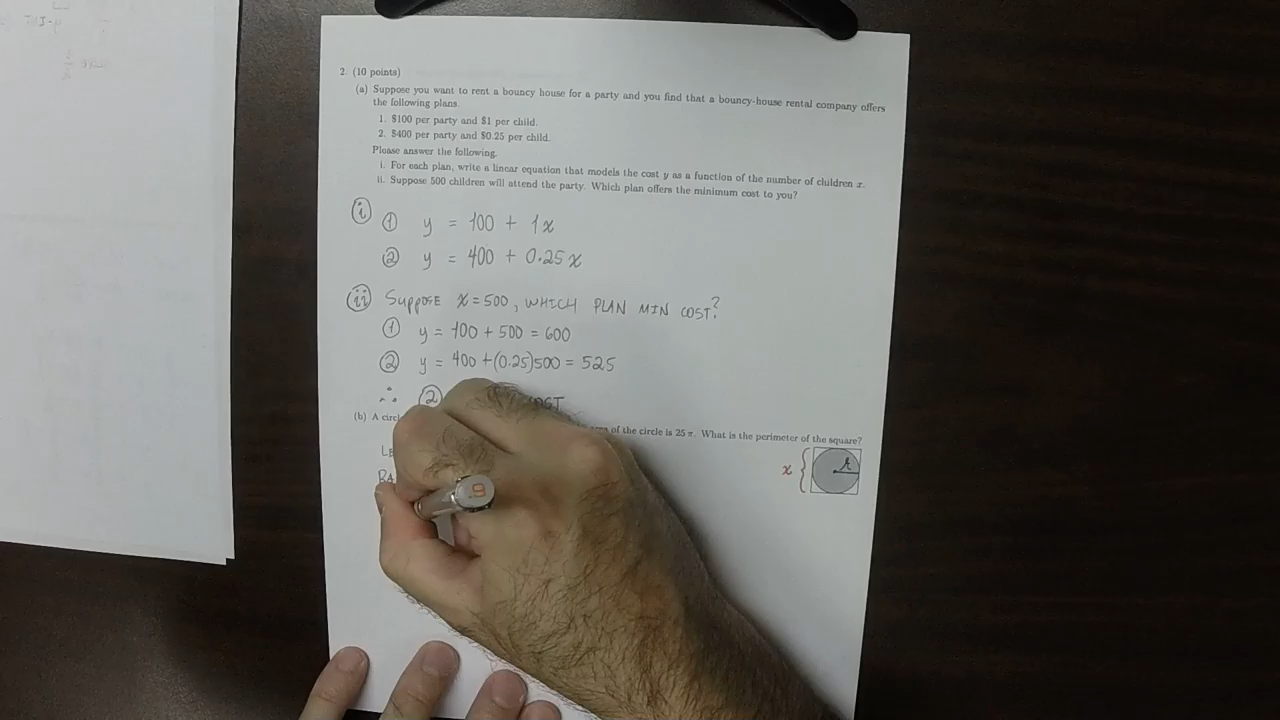 2. (10 points)
(a) Suppose you want to rent a bouncy house for a party and you find that a bouncy-house rental company offers
the following plans.
1. $100 per party and $1 per child.
2. $400 per party and $0.25 per child.
Please answer the following.
i. For each plan, write a linear equation that models the cost y as a function of the number of children x.
ii. Suppose 500 children will attend the party. Which plan offers the minimum cost to you?
i ① y = 100 + 1x
② y = 400 + 0.25x
ii SUPPOSE x = 500, WHICH PLAN MIN COST?
① y = 100 + 500 = 600
② y = 400 + (0.25)500 = 525
∴ ②
(b) A of the circle is 25 π. What is the perimeter of the square?
x { r